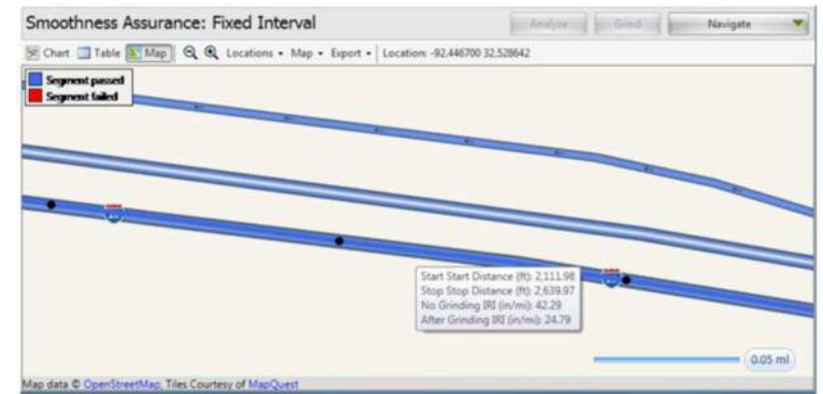 Smoothness Assurance: Fixed Interval
Analyze Grind Navigate
Chart Table Map Locations Map Export Location: -92.446700 32.528642
Segment passed
Segment failed
Start Start Distance (ft): 2,111.98
Stop Stop Distance (ft): 2,639.97
No Grinding IRI (in/mi): 42.29
After Grinding IRI (in/mi): 24.79
0.05 ml
Map data © OpenStreetMap, Tiles Courtesy of MapQuest